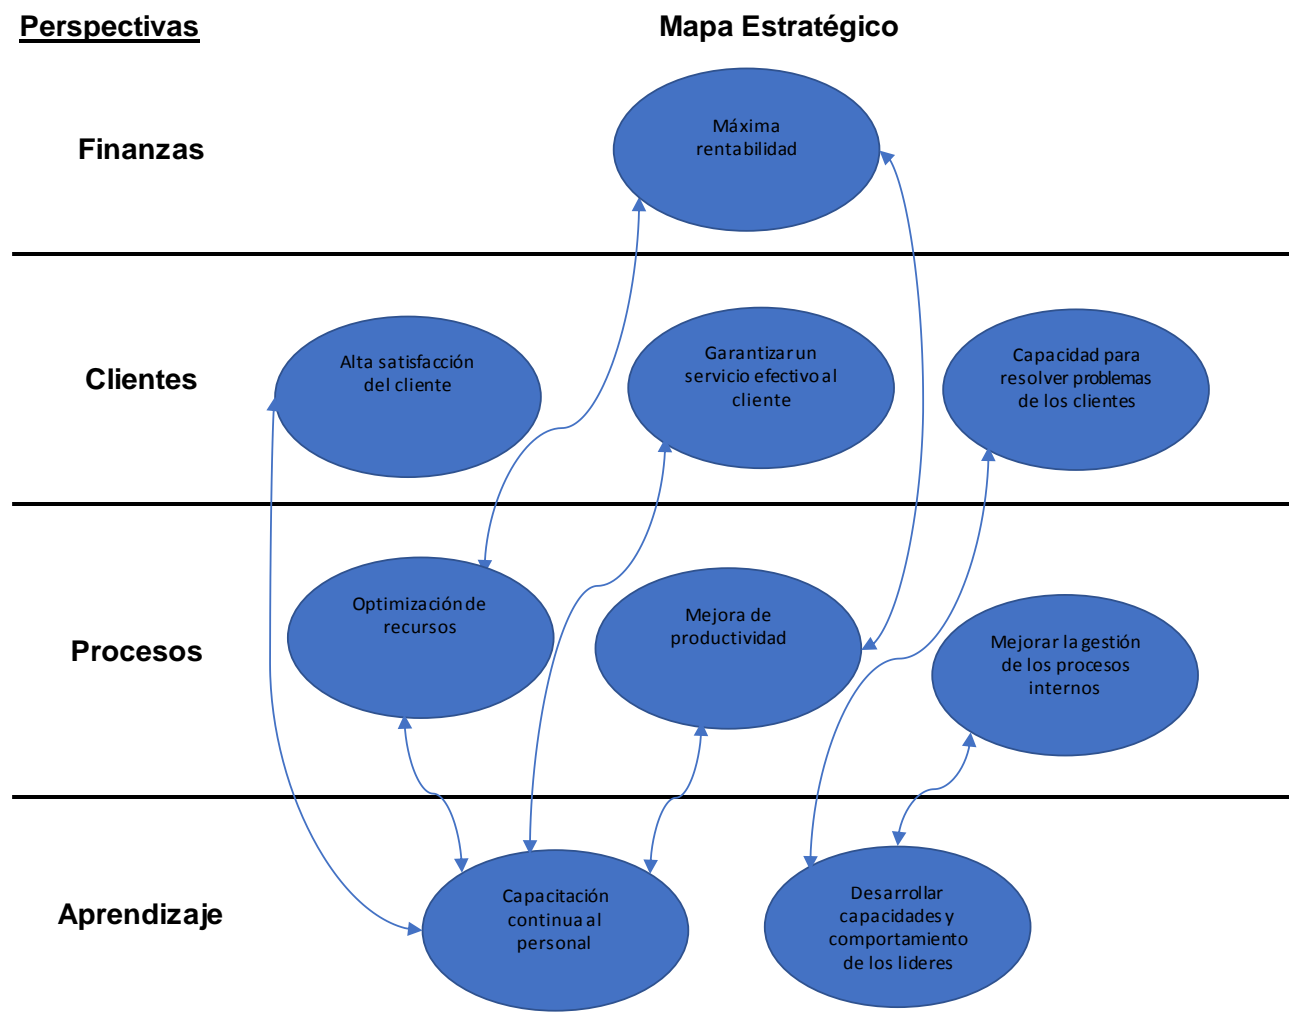 Perspectivas
Mapa Estratégico
Finanzas
Máxima
rentabilidad
Clientes
Alta satisfacción
del cliente
Garantizar un
servicio efectivo al
cliente
Capacidad para
resolver problemas
de los clientes
Procesos
Optimización de
recursos
Mejora de
productividad
Mejorar la gestión
de los procesos
internos
Aprendizaje
Capacitación
continua al
personal
Desarrollar
capacidades y
comportamiento
de los lideres